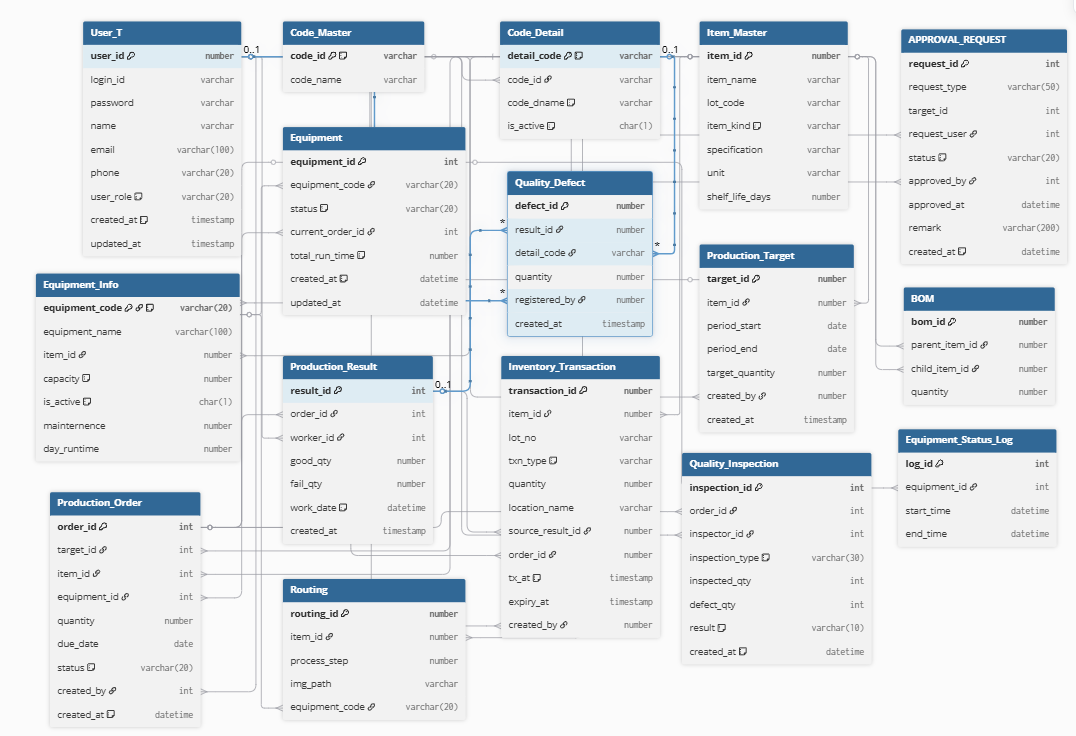 User_T
user_id number
login_id varchar
password varchar
name varchar
email varchar(100)
phone varchar(20)
user_role varchar(20)
created_at timestamp
updated_at timestamp
0..1
Code_Master
code_id varchar
code_name varchar
Code_Detail
detail_code varchar
code_id varchar
code_dname varchar
is_active char(1)
0..1
Item_Master
item_id number
item_name varchar
lot_code varchar
item_kind varchar
specification varchar
unit varchar
shelf_life_days number
APPROVAL_REQUEST
request_id int
request_type varchar(50)
target_id int
request_user int
status varchar(20)
approved_by int
approved_at datetime
remark varchar(200)
created_at datetime
Equipment
equipment_id int
equipment_code varchar(20)
status varchar(20)
current_order_id int
total_run_time number
created_at datetime
updated_at datetime
Quality_Defect
defect_id number
* result_id number
detail_code varchar *
quantity number
* registered_by number
created_at timestamp
Production_Target
target_id number
item_id number
period_start date
period_end date
target_quantity number
created_by number
created_at timestamp
Equipment_Info
equipment_code varchar(20)
equipment_name varchar(100)
item_id number
capacity number
is_active char(1)
mainternence number
day_runtime number
BOM
bom_id number
parent_item_id number
child_item_id number
quantity number
Production_Result
result_id int
order_id int
worker_id int
good_qty number
fail_qty number
work_date datetime
created_at timestamp
0..1
Inventory_Transaction
transaction_id number
item_id number
lot_no varchar
txn_type varchar
quantity number
location_name varchar
source_result_id number
order_id number
tx_at timestamp
expiry_at timestamp
created_by number
Quality_Inspection
inspection_id int
order_id int
inspector_id int
inspection_type varchar(30)
inspected_qty int
defect_qty int
result varchar(10)
created_at datetime
Equipment_Status_Log
log_id int
equipment_id int
start_time datetime
end_time datetime
Production_Order
order_id int
target_id int
item_id int
equipment_id int
quantity number
due_date date
status varchar(20)
created_by int
created_at datetime
Routing
routing_id number
item_id number
process_step number
img_path varchar
equipment_code varchar(20)